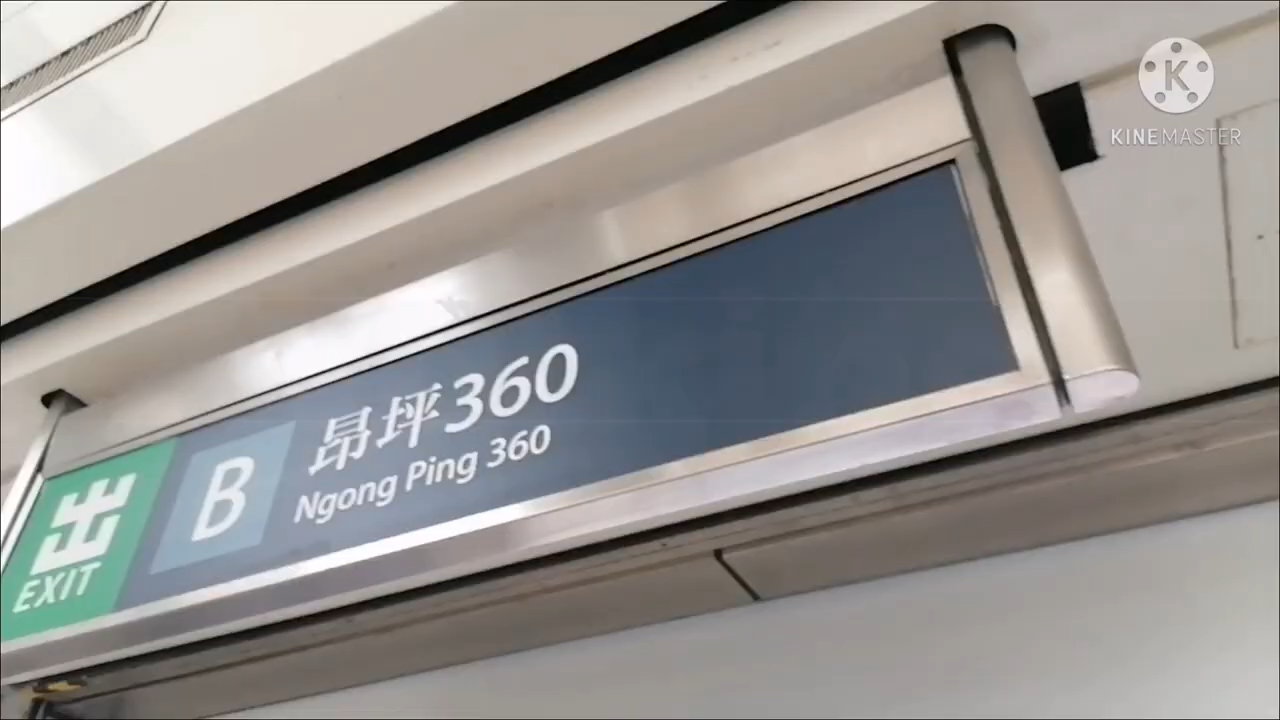 出
EXIT
B
昂坪360
Ngong Ping 360
K
KINEMASTER